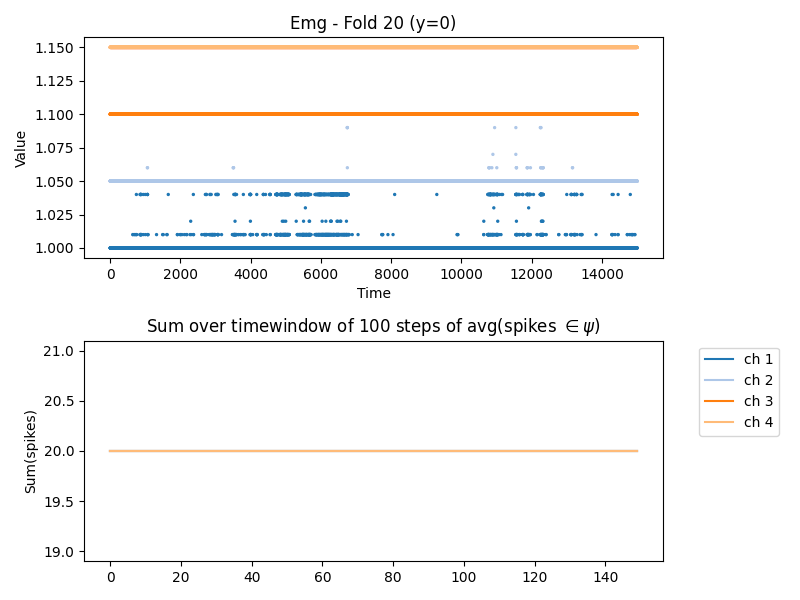 Emg - Fold 20 (y=0)
Value
1.150
1.125
1.100
1.075
1.050
1.025
1.000
0 2000 4000 6000 8000 10000 12000 14000
Time
Sum over timewindow of 100 steps of avg(spikes ∈ψ)
Sum(spikes)
21.0
20.5
20.0
19.5
19.0
0 20 40 60 80 100 120 140
ch 1
ch 2
ch 3
ch 4